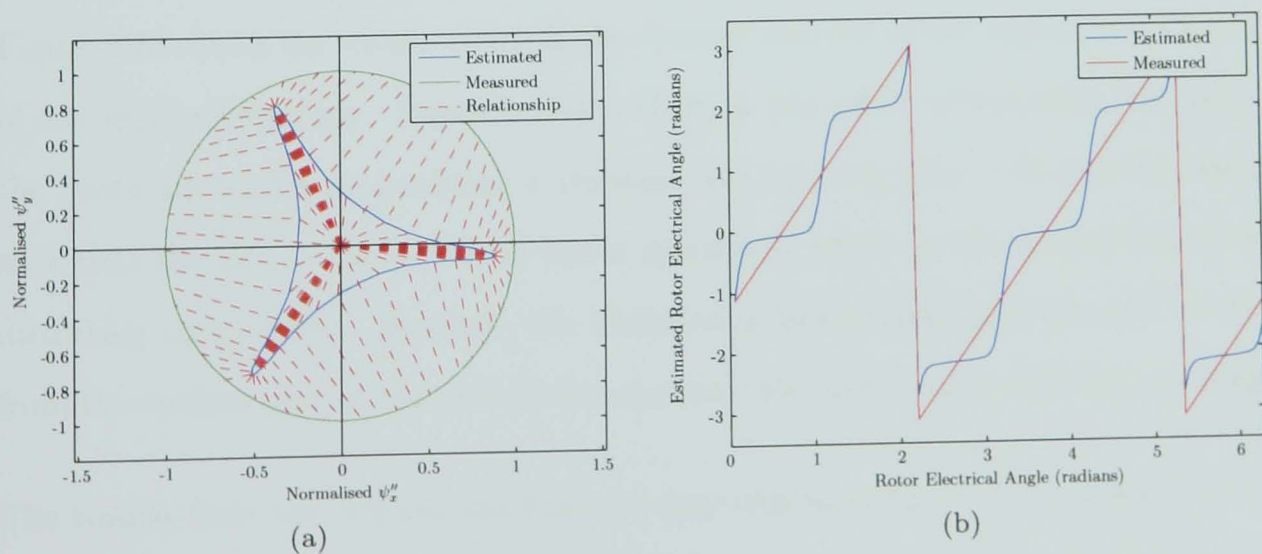 Estimated
Measured
Relationship
Normalised ψ″y
1
0.8
0.6
0.4
0.2
0
-0.2
-0.4
-0.6
-0.8
-1
-1.5
-1
-0.5
0
0.5
1
1.5
Normalised ψ″x
(a)
Estimated
Measured
Estimated Rotor Electrical Angle (radians)
3
2
1
0
-1
-2
-3
0
1
2
3
4
5
6
Rotor Electrical Angle (radians)
(b)